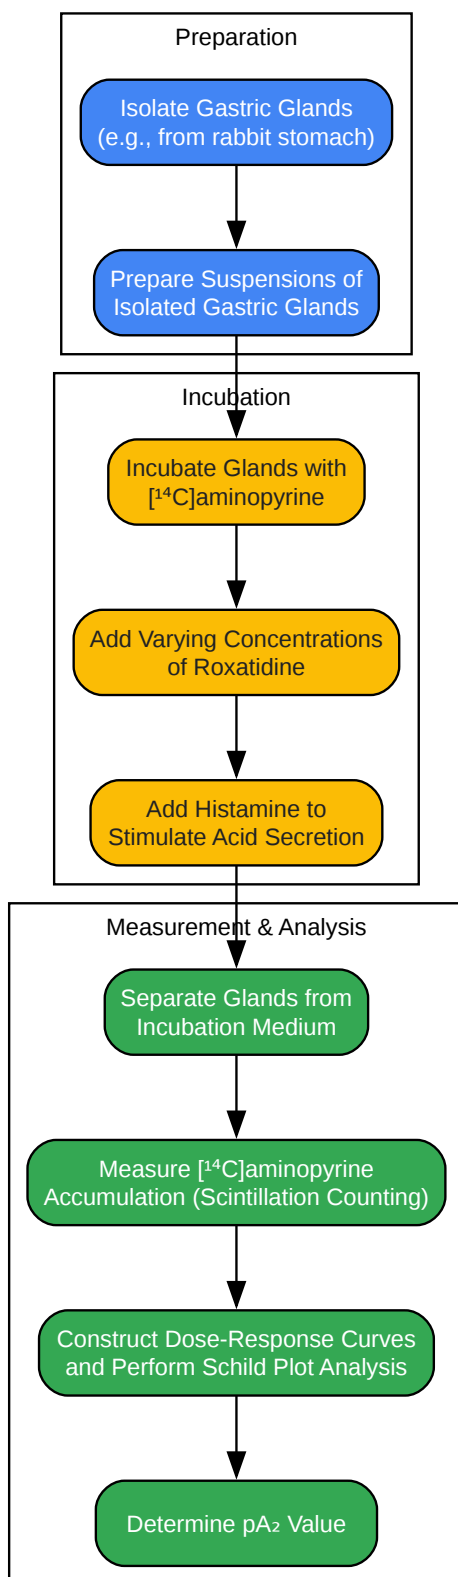 Preparation
Isolate Gastric Glands
(e.g., from rabbit stomach)
Prepare Suspensions of
Isolated Gastric Glands
Incubation
Incubate Glands with
[¹⁴C]aminopyrine
Add Varying Concentrations
of Roxatidine
Add Histamine to
Stimulate Acid Secretion
Measurement & Analysis
Separate Glands from
Incubation Medium
Measure [¹⁴C]aminopyrine
Accumulation (Scintillation Counting)
Construct Dose-Response Curves
and Perform Schild Plot Analysis
Determine pA₂ Value